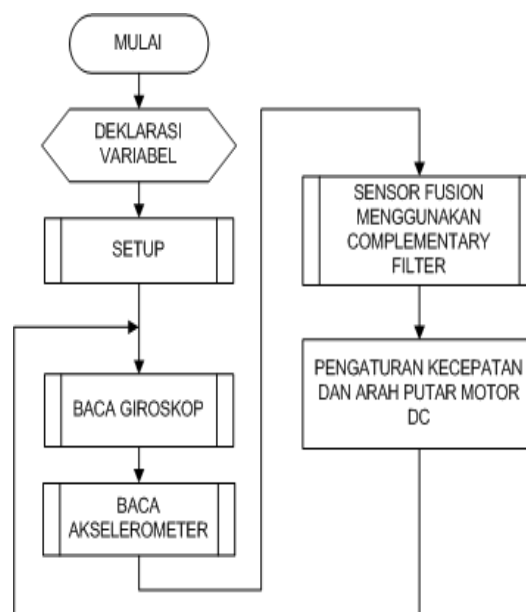 MULAI
DEKLARASI
VARIABEL
SETUP
BACA GIROSKOP
BACA
AKSELEROMETER
SENSOR FUSION
MENGGUNAKAN
COMPLEMENTARY
FILTER
PENGATURAN KECEPATAN
DAN ARAH PUTAR MOTOR
DC